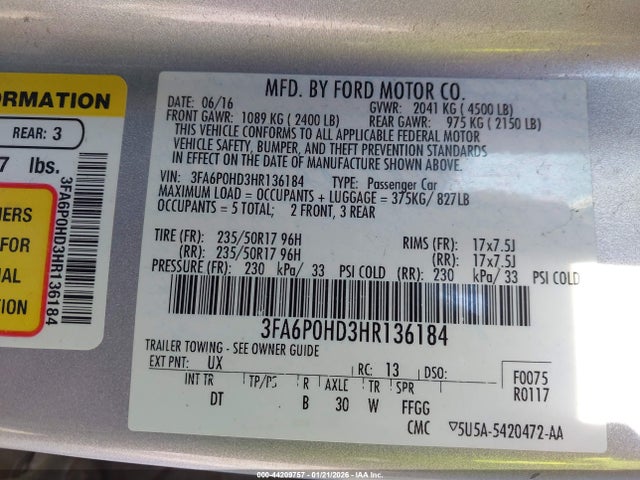 ORMATION
REAR: 3
7 lbs.
NERS
FOR
NAL
TION
3FA6P0HD3HR136184
MFD. BY FORD MOTOR CO.
DATE: 06/16 GVWR: 2041 KG ( 4500 LB)
FRONT GAWR: 1089 KG ( 2400 LB) REAR GAWR: 975 KG ( 2150 LB)
THIS VEHICLE CONFORMS TO ALL APPLICABLE FEDERAL MOTOR
VEHICLE SAFETY, BUMPER, AND THEFT PREVENTION STANDARDS
IN EFFECT ON THE DATE OF MANUFACTURE SHOWN ABOVE.
VIN: 3FA6P0HD3HR136184 TYPE: Passenger Car
MAXIMUM LOAD = OCCUPANTS + LUGGAGE = 375KG/ 827LB
OCCUPANTS = 5 TOTAL; 2 FRONT, 3 REAR
TIRE (FR): 235/50R17 96H RIMS (FR): 17x7.5J
(RR): 235/50R17 96H (RR): 17x7.5J
PRESSURE (FR): 230 kPa/ 33 PSI COLD (RR): 230 kPa/ 33 PSI COLD
3FA6P0HD3HR136184
TRAILER TOWING - SEE OWNER GUIDE
EXT PNT: UX RC: 13 DSO: F0075
INT TR TP/PS R AXLE TR SPR R0117
DT B 30 W FFGG
CMC ▽5U5A-5420472-AA
000-44209757 - 01/21/2026 - IAAI, Inc.